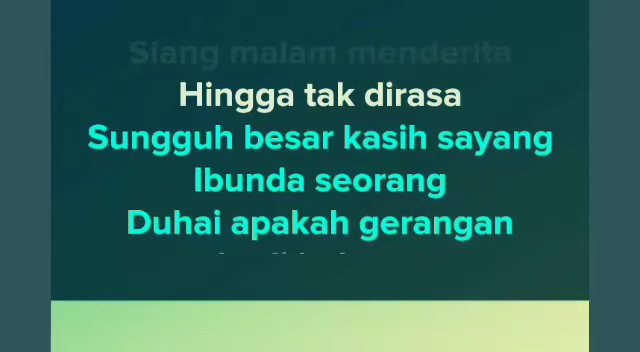 Siang malam menderita
Hingga tak dirasa
Sungguh besar kasih sayang
Ibunda seorang
Duhai apakah gerangan